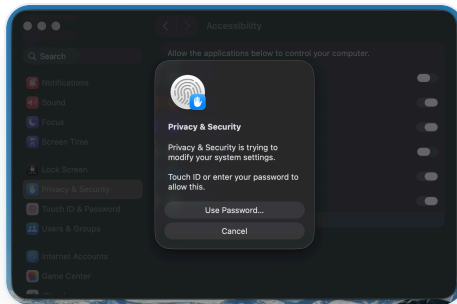 Accessibility
Search
Allow the applications below to control your computer.
Notifications
Sound
Focus
Screen Time
Lock Screen
Privacy & Security
Touch ID & Password
Users & Groups
Internet Accounts
Game Center
Privacy & Security
Privacy & Security is trying to
modify your system settings.
Touch ID or enter your password to
allow this.
Use Password...
Cancel